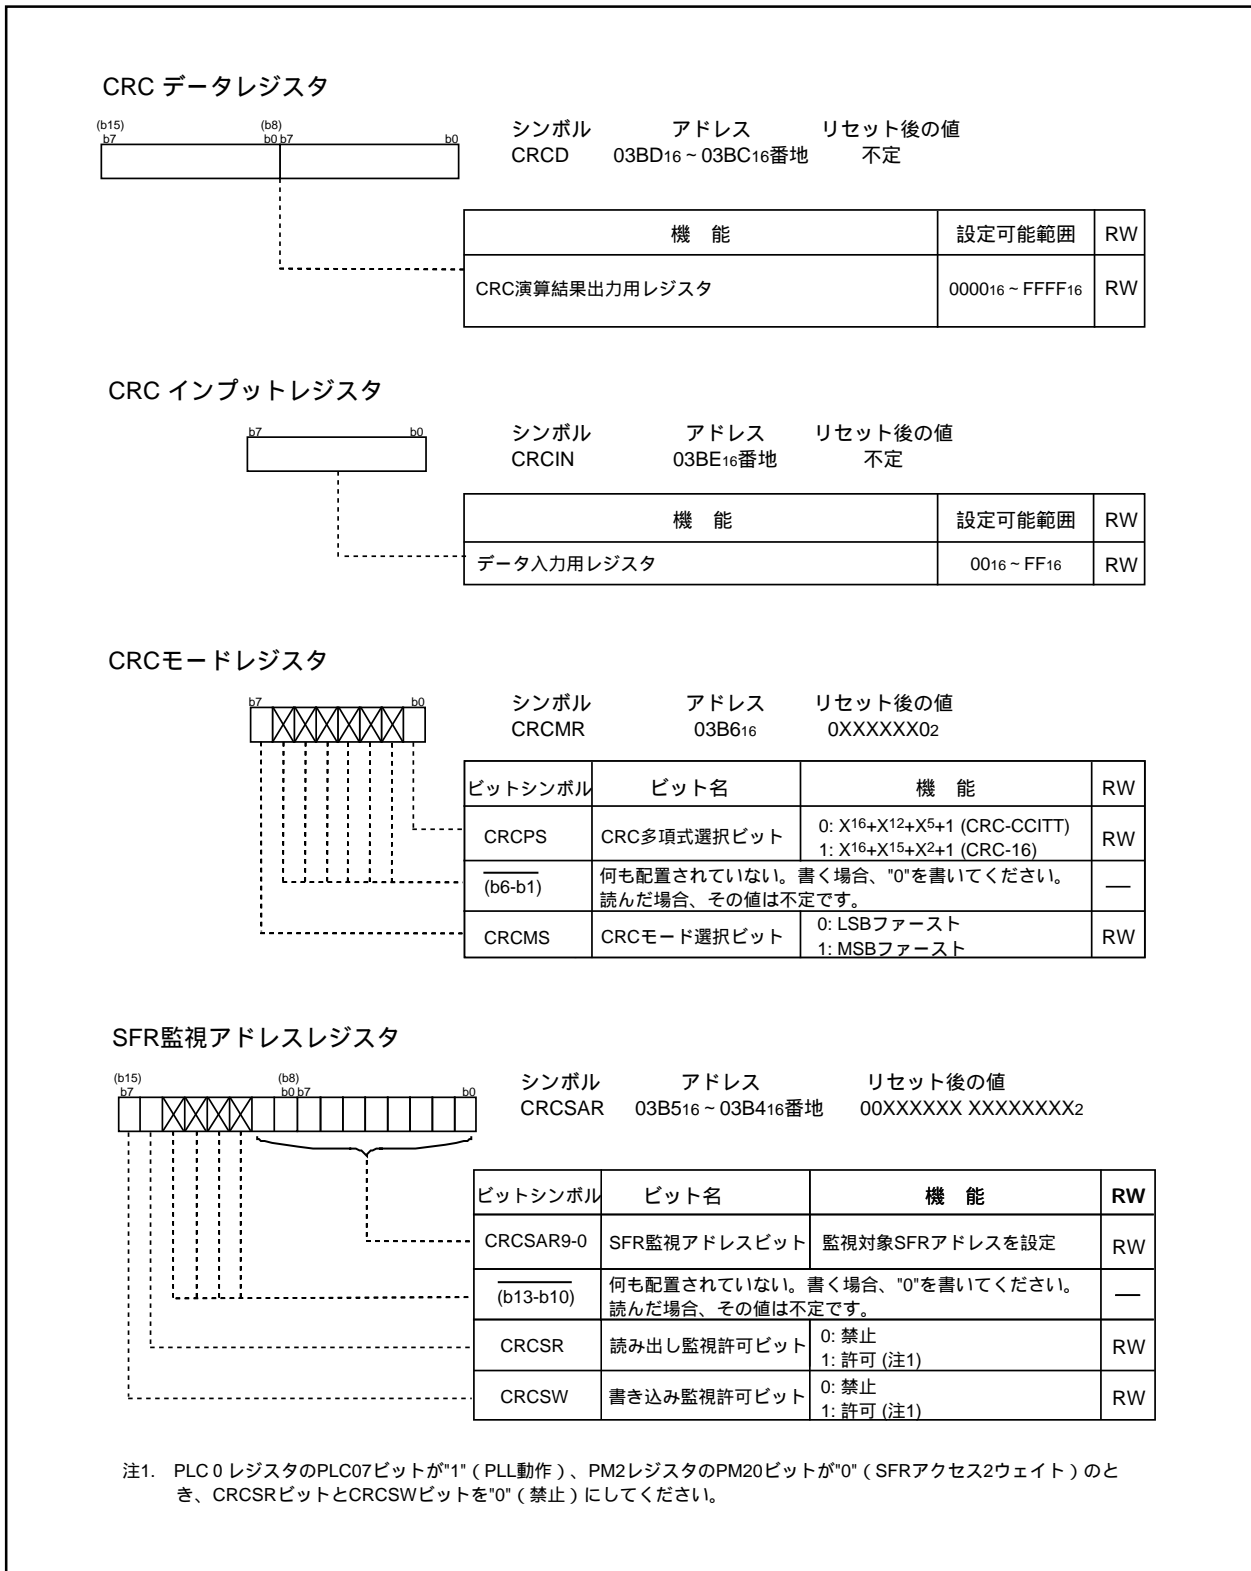 CRC データレジスタ
(b15) (b8)
b7 b0 b7 b0
シンボル アドレス リセット後の値
CRCD 03BD16 ~ 03BC16番地 不定
機 能 設定可能範囲 RW
CRC演算結果出力用レジスタ 000016 ~ FFFF16 RW
CRC インプットレジスタ
b7 b0
シンボル アドレス リセット後の値
CRCIN 03BE16番地 不定
機 能 設定可能範囲 RW
データ入力用レジスタ 0016 ~ FF16 RW
CRCモードレジスタ
b7 b0
シンボル アドレス リセット後の値
CRCMR 03B616 0XXXXXX02
ビットシンボル ビット名 機 能 RW
CRCPS CRC多項式選択ビット 0: X16+X12+X5+1 (CRC-CCITT)
1: X16+X15+X2+1 (CRC-16) RW
(b6-b1) 何も配置されていない。書く場合、"0"を書いてください。
読んだ場合、その値は不定です。 —
CRCMS CRCモード選択ビット 0: LSBファースト
1: MSBファースト RW
SFR監視アドレスレジスタ
(b15) (b8)
b7 b0 b7 b0
シンボル アドレス リセット後の値
CRCSAR 03B516 ~ 03B416番地 00XXXXXX XXXXXXXX2
ビットシンボル ビット名 機 能 RW
CRCSAR9-0 SFR監視アドレスビット 監視対象SFRアドレスを設定 RW
(b13-b10) 何も配置されていない。書く場合、"0"を書いてください。
読んだ場合、その値は不定です。 —
CRCSR 読み出し監視許可ビット 0: 禁止
1: 許可 (注1) RW
CRCSW 書き込み監視許可ビット 0: 禁止
1: 許可 (注1) RW
注1. PLC 0 レジスタのPLC07ビットが"1"(PLL動作)、PM2レジスタのPM20ビットが"0"(SFRアクセス2ウェイト)のと
き、CRCSRビットとCRCSWビットを"0"(禁止)にしてください。